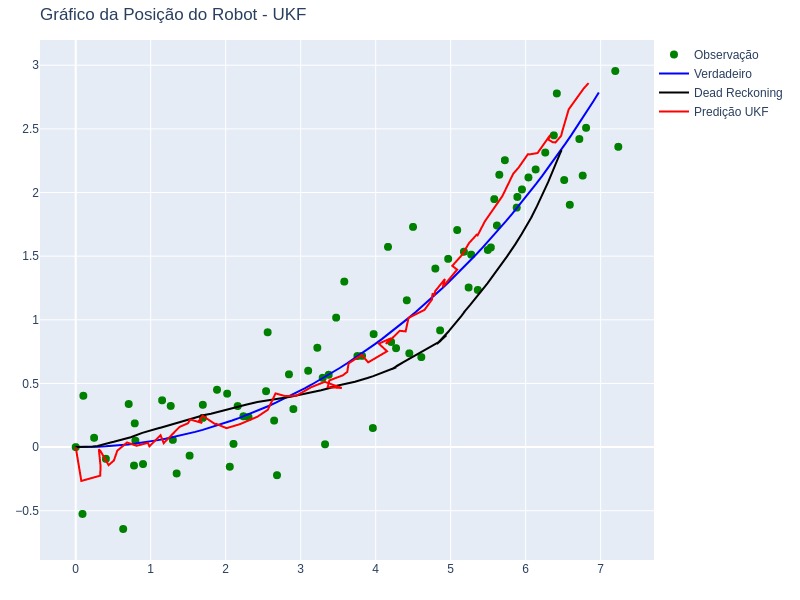 Gráfico da Posição do Robot - UKF
Observação
Verdadeiro
Dead Reckoning
Predição UKF
3
2.5
2
1.5
1
0.5
0
−0.5
0 1 2 3 4 5 6 7